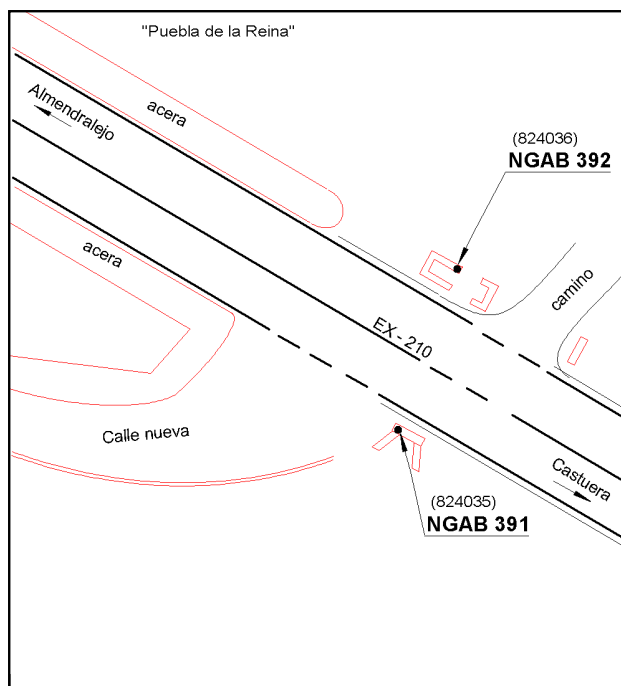 "Puebla de la Reina"
Almendralejo
acera
(824036)
NGAB 392
acera
camino
EX - 210
Calle nueva
Castuera
(824035)
NGAB 391